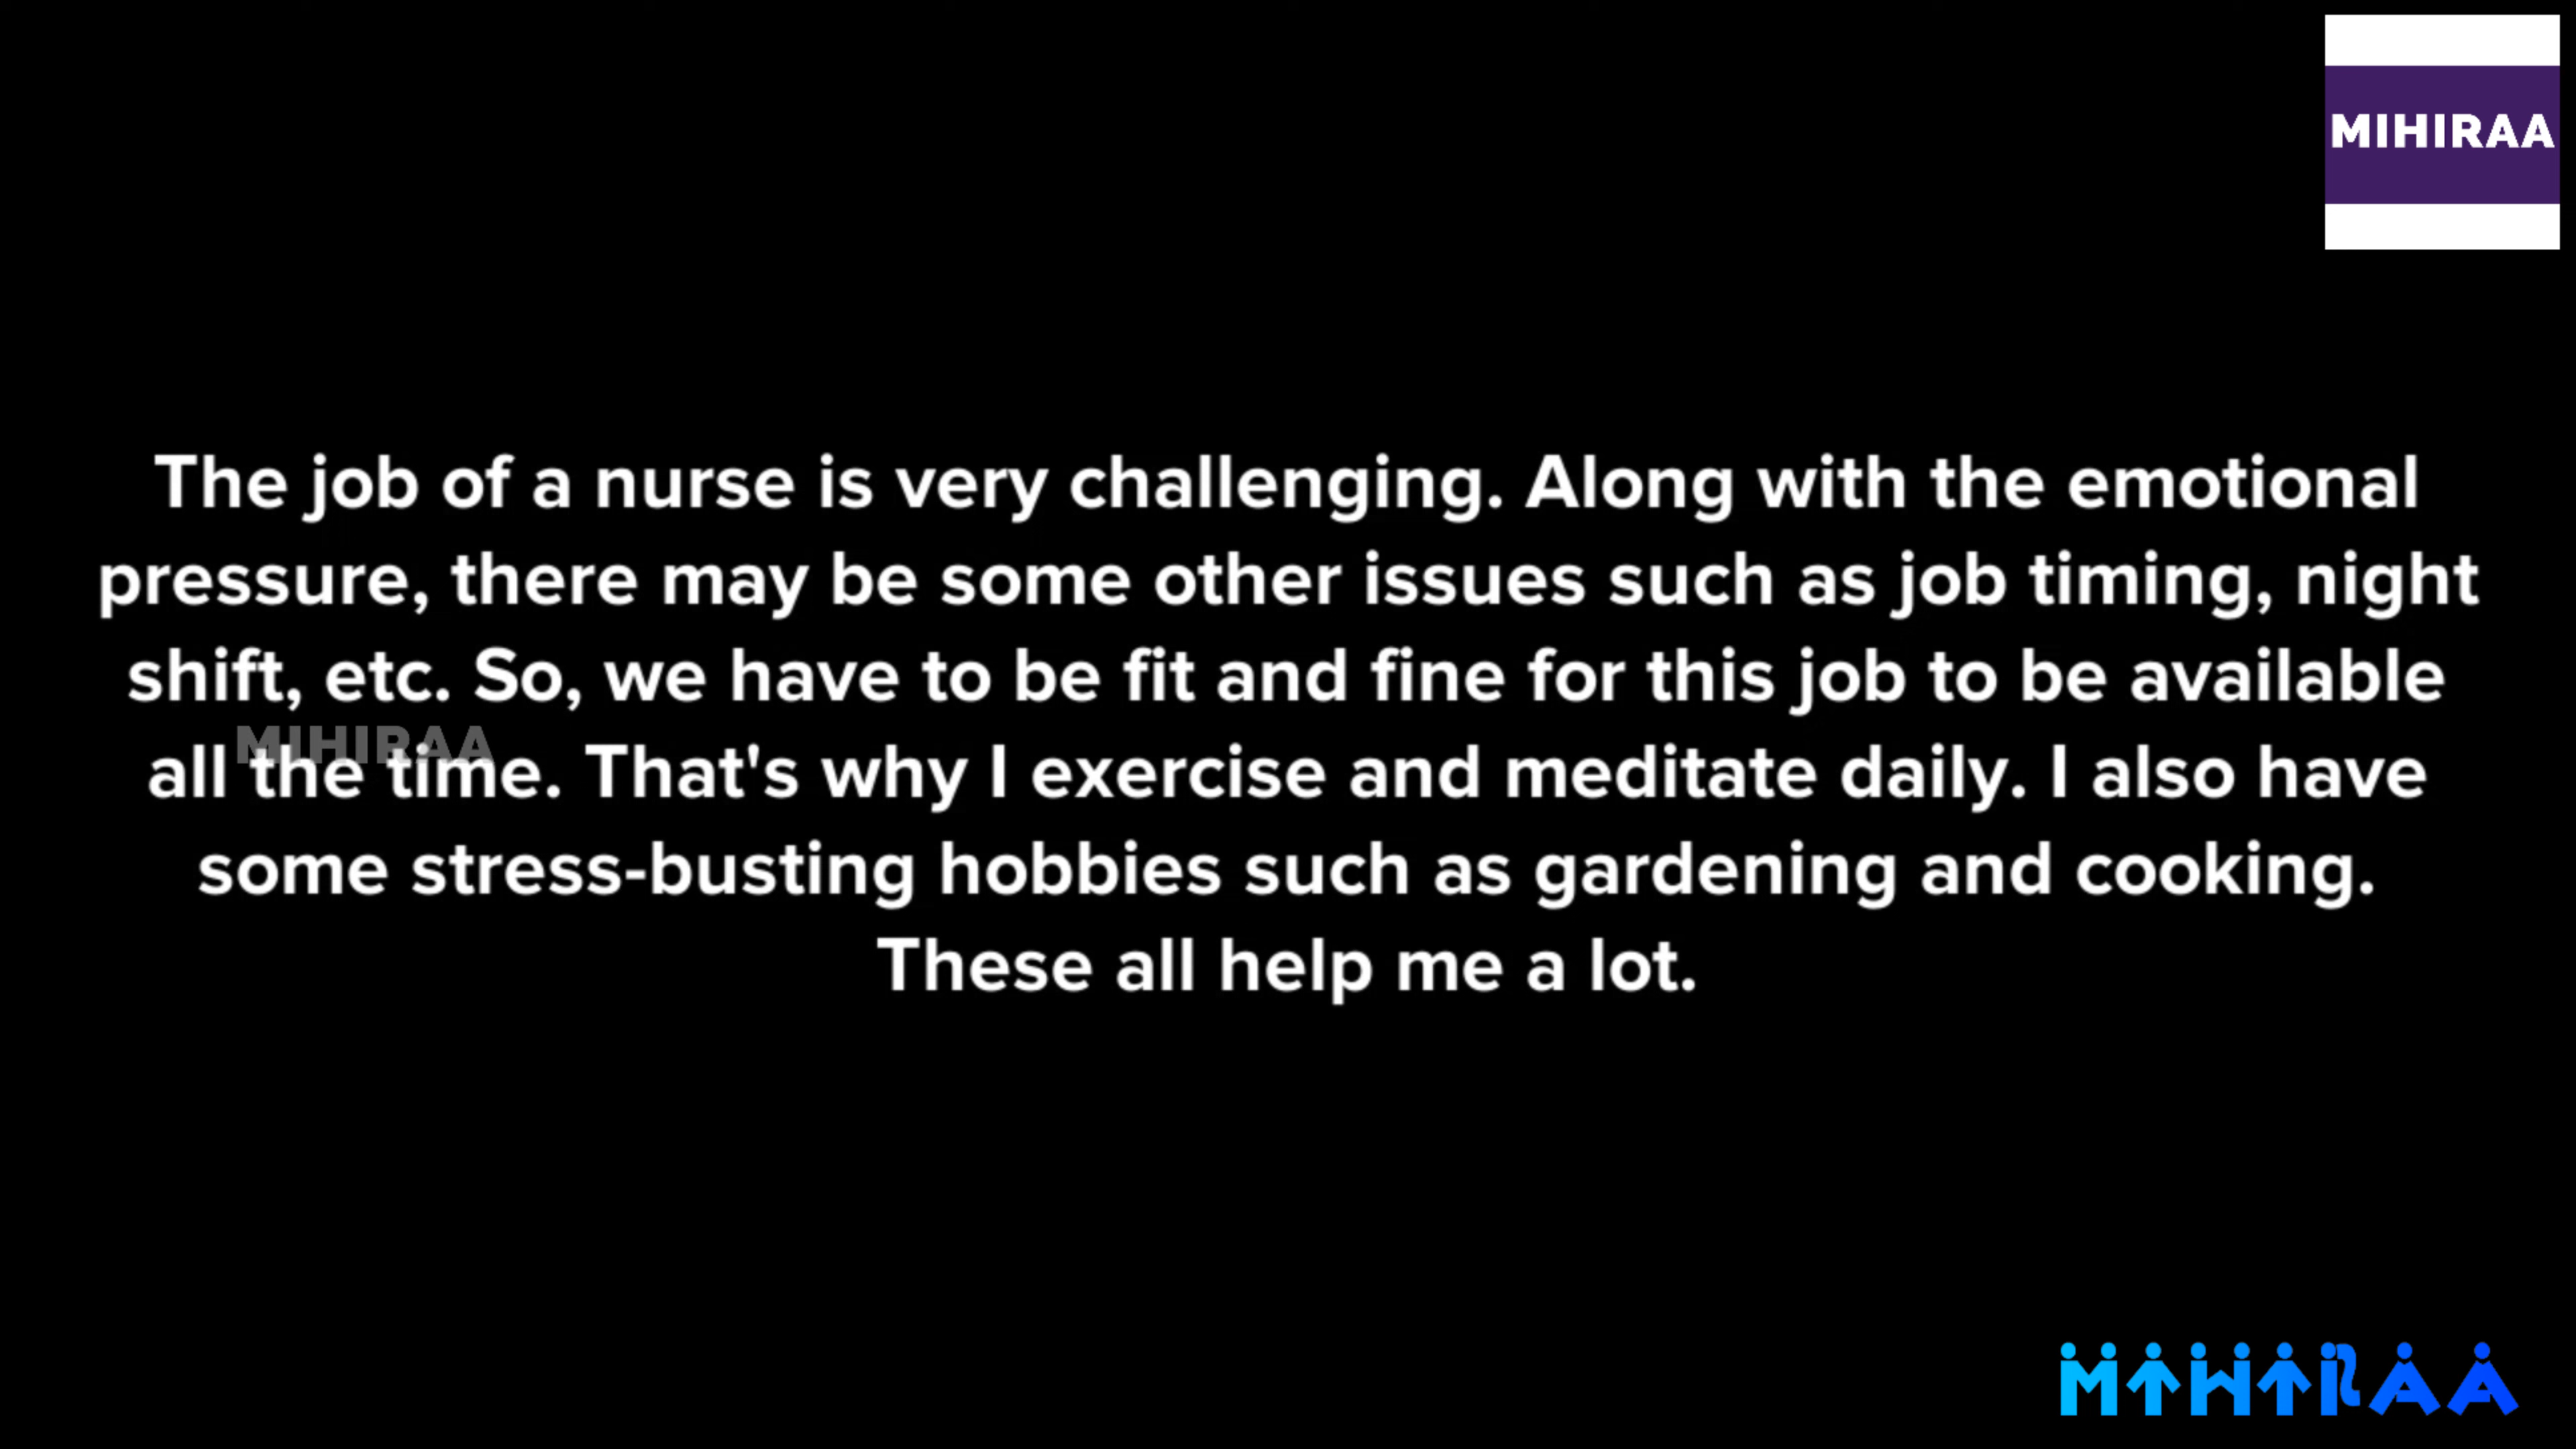 MIHIRAA
The job of a nurse is very challenging. Along with the emotional
pressure, there may be some other issues such as job timing, night
shift, etc. So, we have to be fit and fine for this job to be available
MIHIRAA
all the time. That's why I exercise and meditate daily. I also have
some stress-busting hobbies such as gardening and cooking.
These all help me a lot.
MIHIRAA